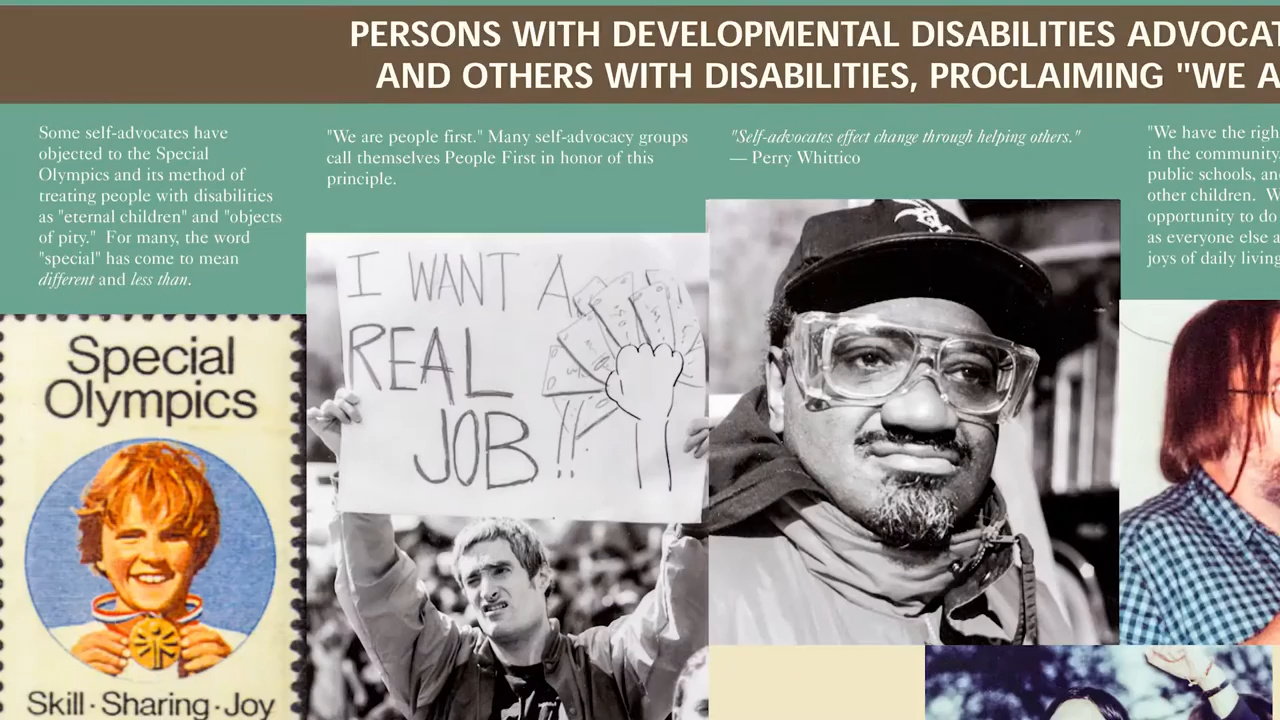 PERSONS WITH DEVELOPMENTAL DISABILITIES
AND OTHERS WITH DISABILITIES, PROCLAIMING "WE
Some self-advocates have
objected to the Special
Olympics and its method of
treating people with disabilities
as "eternal children" and "objects
of pity." For many, the word
"special" has come to mean
different and less than.
"We are people first." Many self-advocacy groups
call themselves People First in honor of this
principle.
"Self-advocates effect change through helping others."
— Perry Whittico
"We have the
in the community
public schools,
other children.
opportunity to do
as everyone else
joys of daily living
Special
Olympics
Skill · Sharing · Joy
I WANT A
REAL
JOB!!